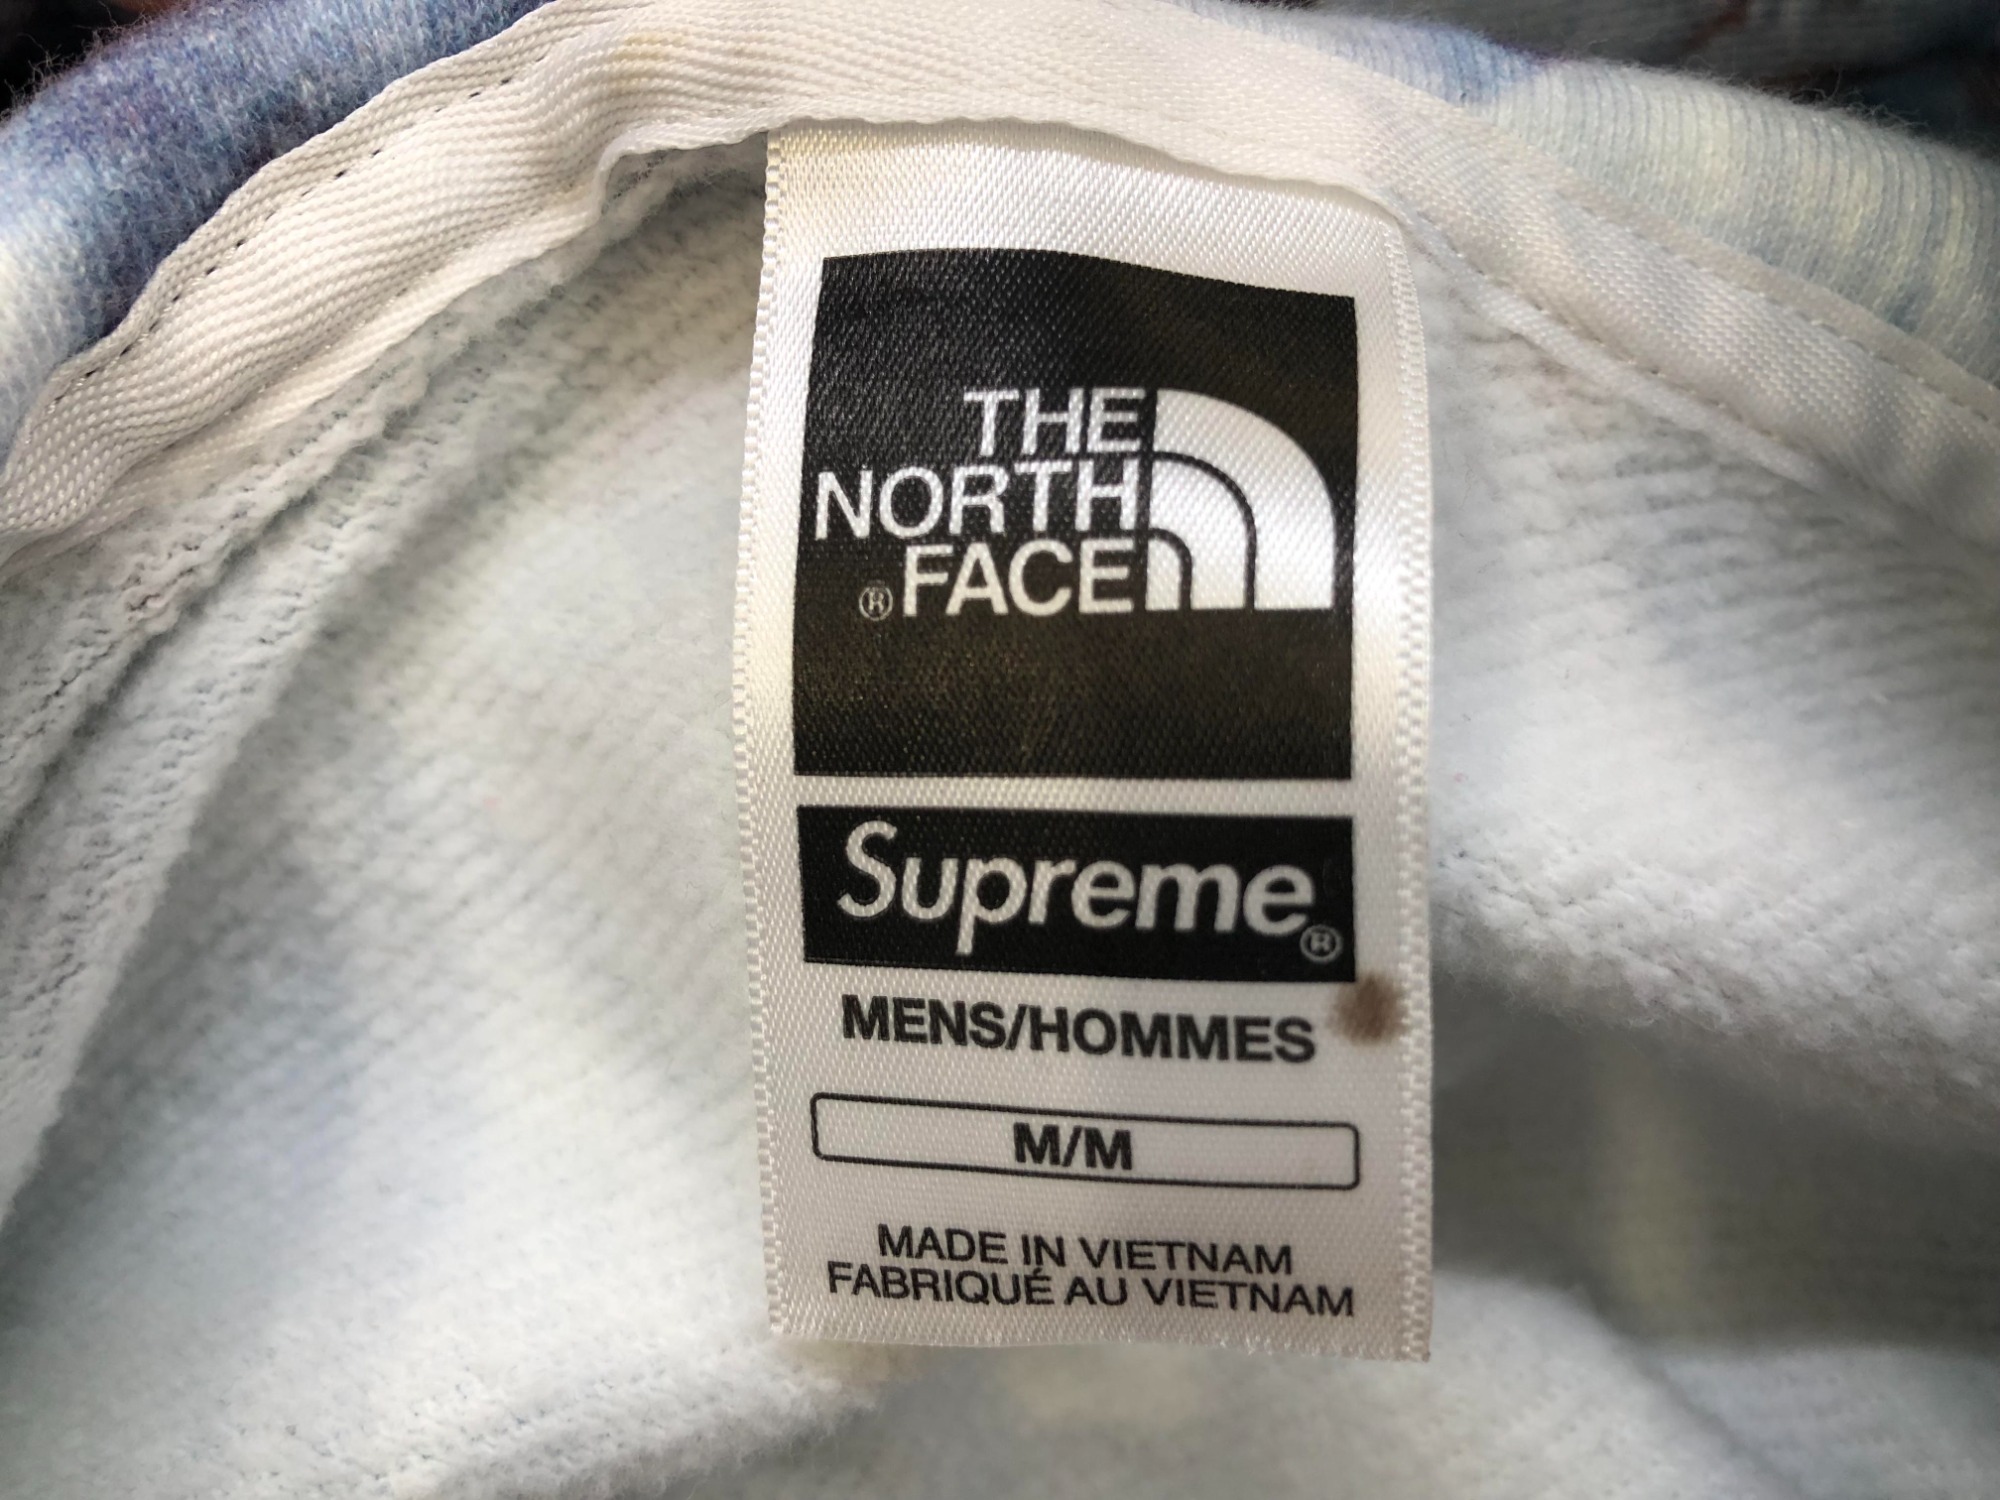 THE
NORTH
® FACE
Supreme®
MENS/HOMMES
M/M
MADE IN VIETNAM
FABRIQUÉ AU VIETNAM